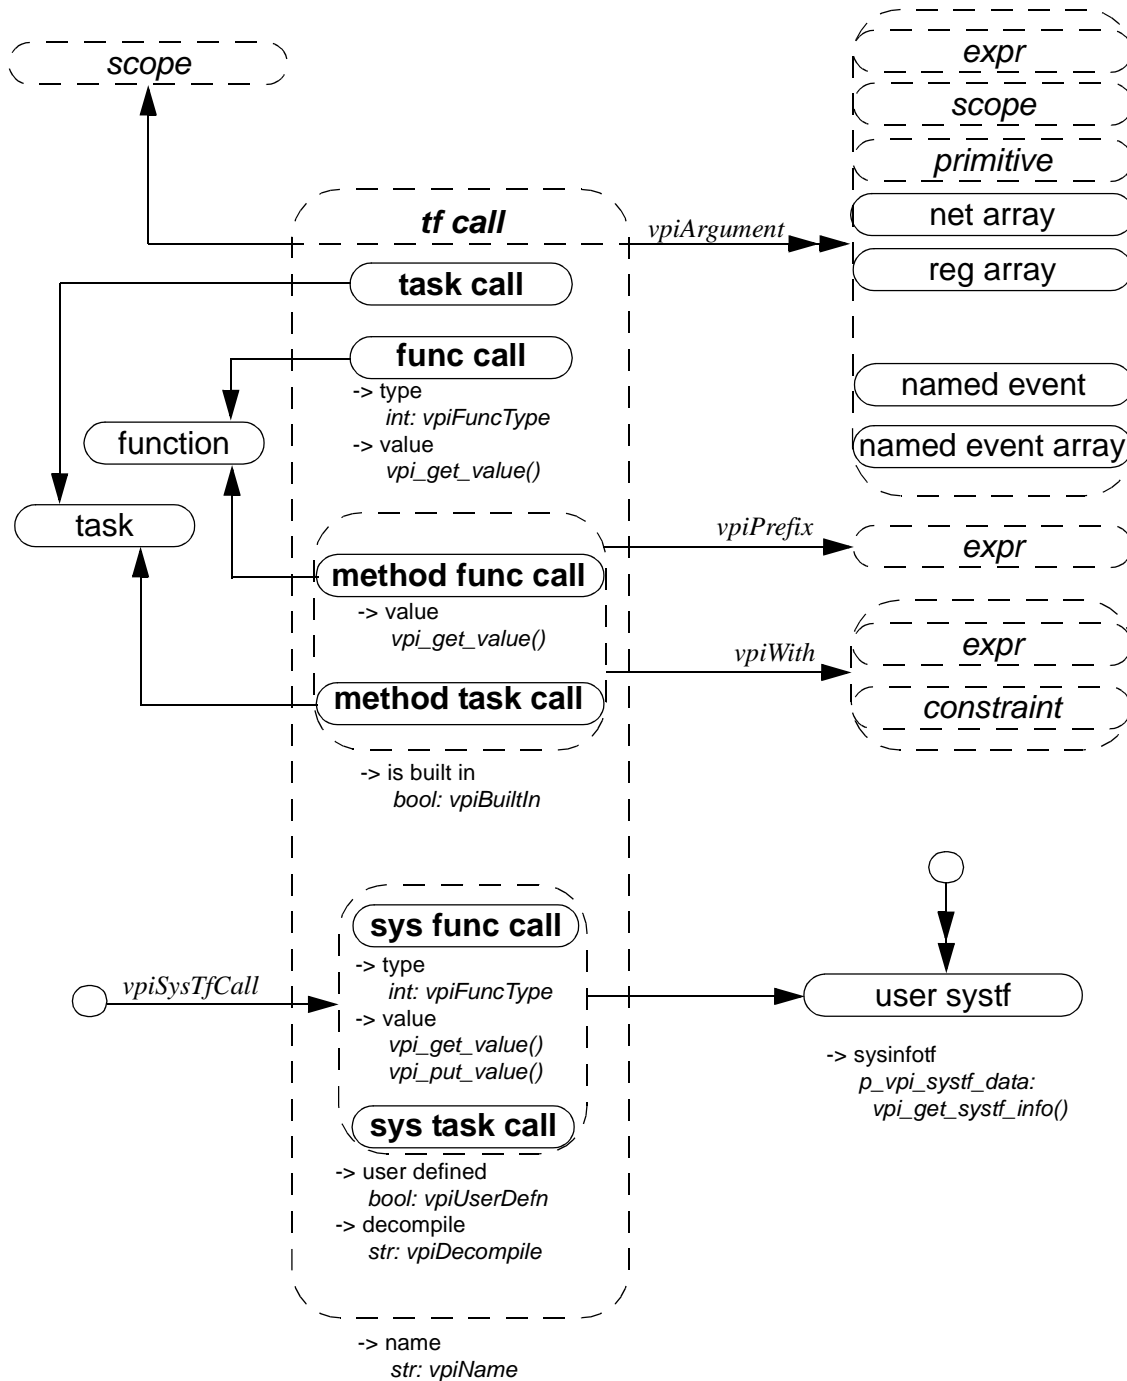 scope
expr
scope
primitive
net array
reg array
named event
named event array
tf call
vpiArgument
task call
func call
-> type
int: vpiFuncType
-> value
vpi_get_value()
function
task
method func call
-> value
vpi_get_value()
method task call
-> is built in
bool: vpiBuiltIn
vpiPrefix
expr
vpiWith
expr
constraint
vpiSysTfCall
sys func call
-> type
int: vpiFuncType
-> value
vpi_get_value()
vpi_put_value()
sys task call
-> user defined
bool: vpiUserDefn
-> decompile
str: vpiDecompile
user systf
-> sysinfotf
p_vpi_systf_data:
vpi_get_systf_info()
-> name
str: vpiName